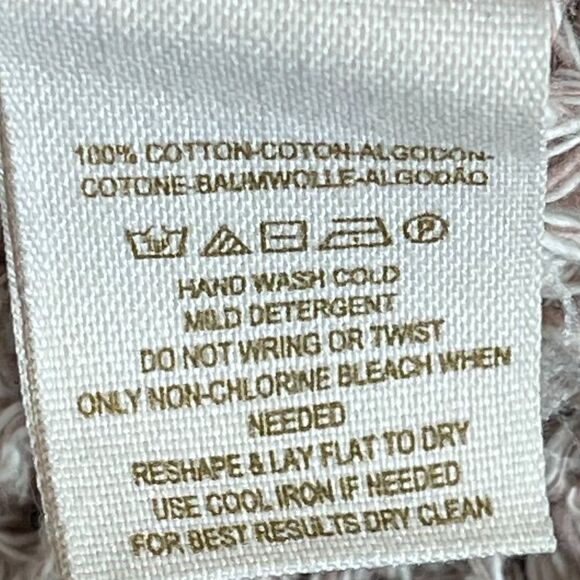 100% COTTON-COTON-ALGODON-
COTONE-BAUMWOLLE-ALGODÃO
P
HAND WASH COLD
MILD DETERGENT
DO NOT WRING OR TWIST
ONLY NON-CHLORINE BLEACH WHEN
NEEDED
RESHAPE & LAY FLAT TO DRY
USE COOL IRON IF NEEDED
FOR BEST RESULTS DRY CLEAN